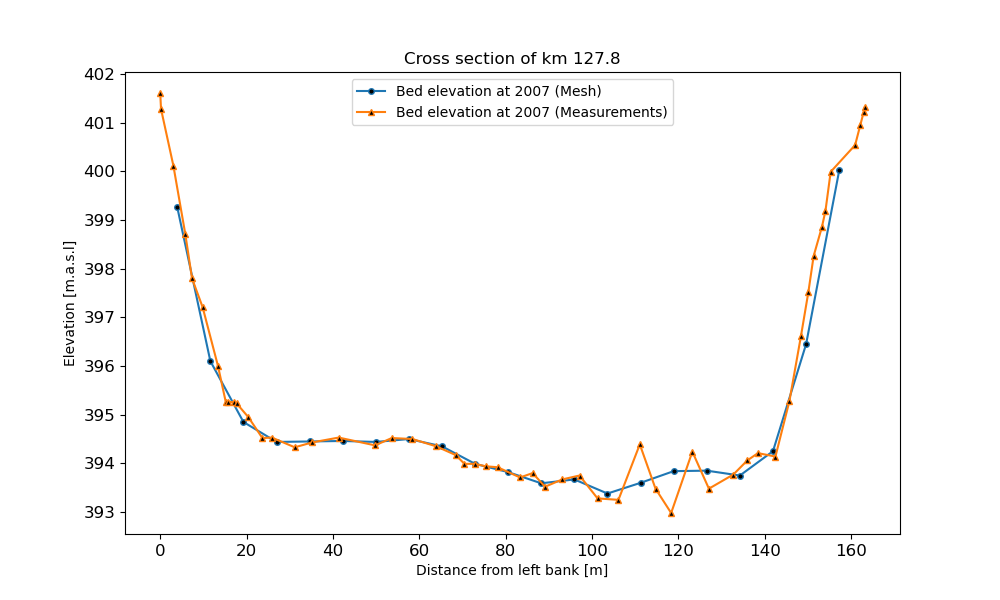 Cross section of km 127.8
Bed elevation at 2007 (Mesh)
Bed elevation at 2007 (Measurements)
Elevation [m.a.s.l]
402
401
400
399
398
397
396
395
394
393
0 20 40 60 80 100 120 140 160
Distance from left bank [m]